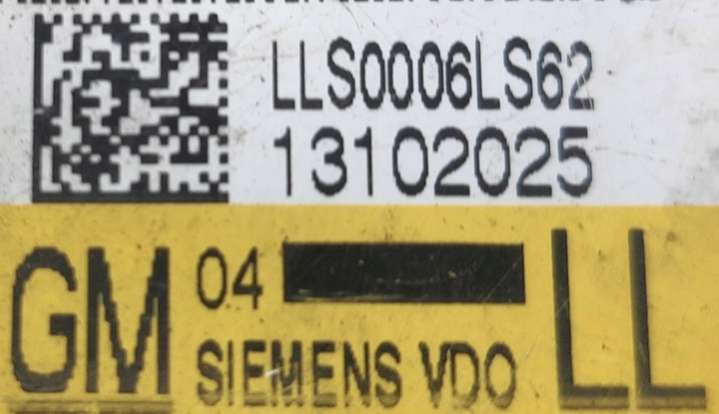 LLS0006LS62
13102025
GM 04 LL
SIEMENS VDO